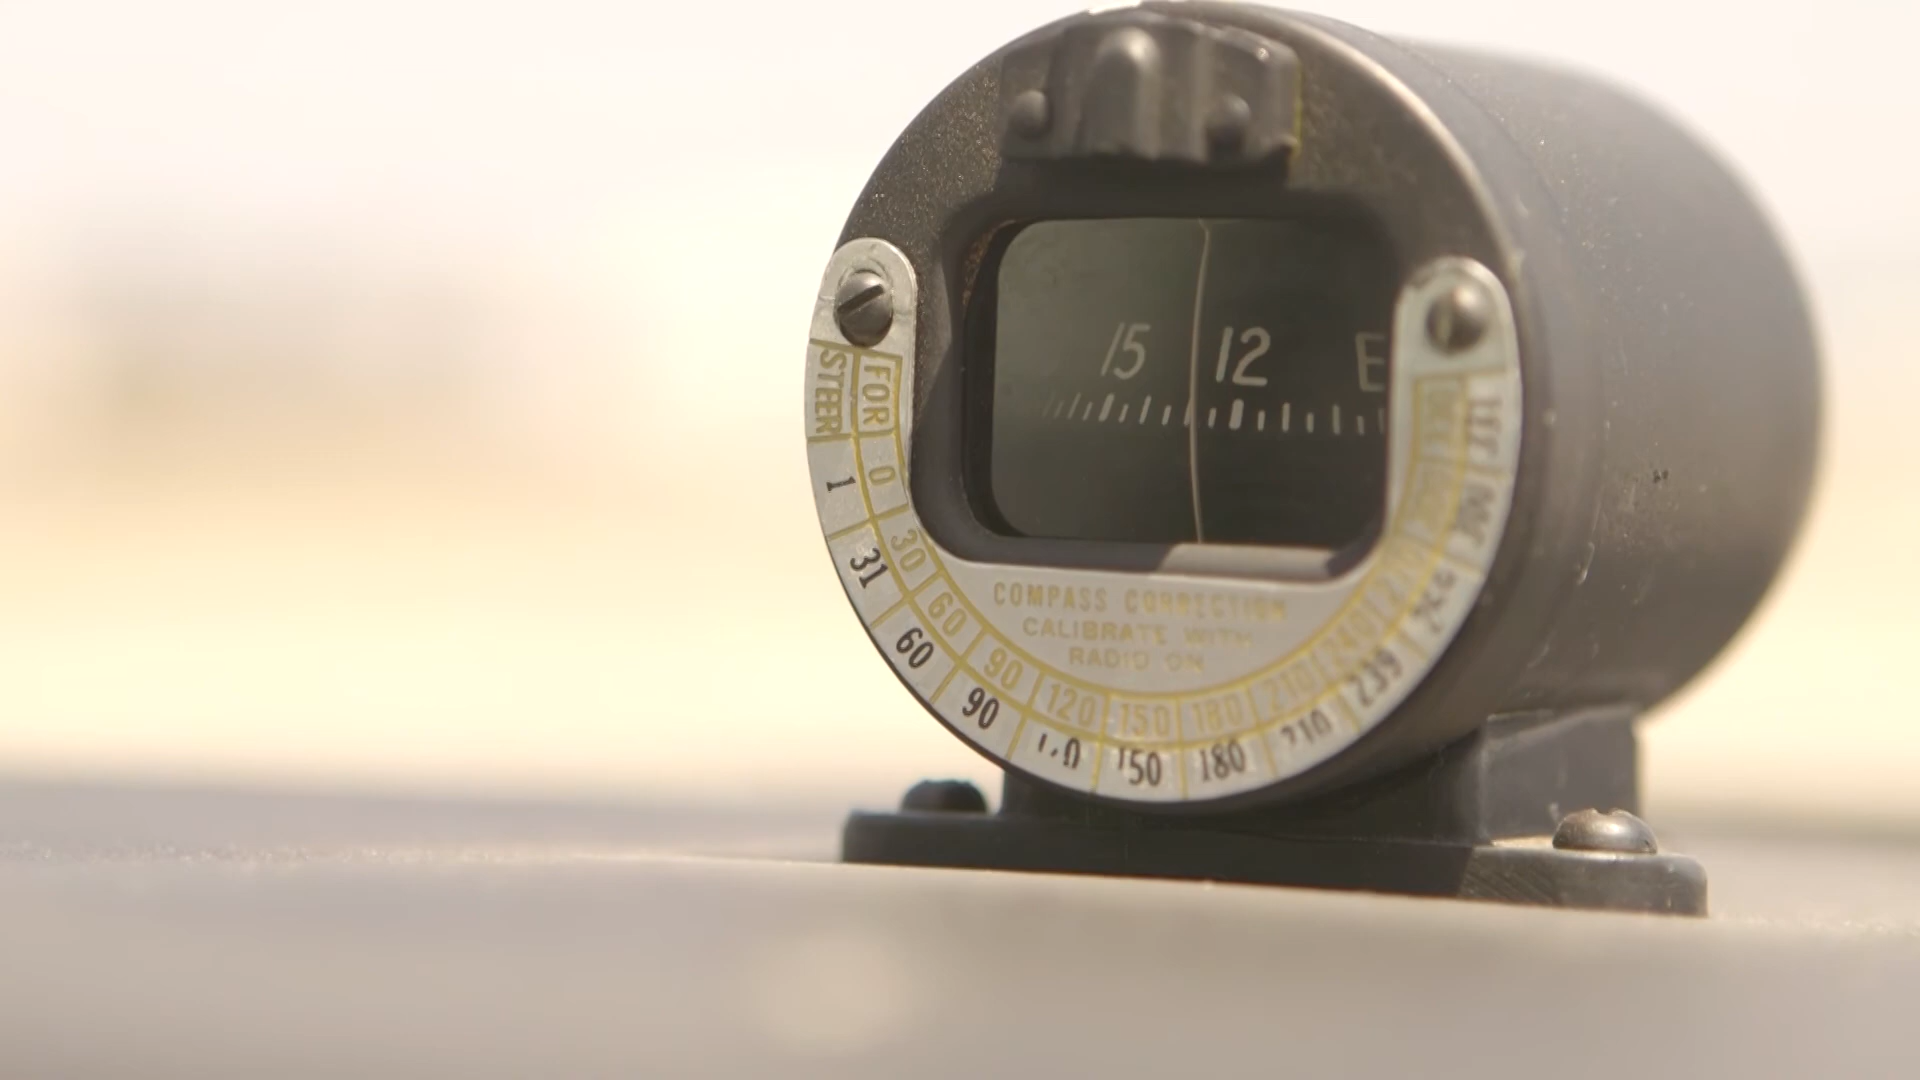 15 12 E
FOR 0 30 60 90 120 150 180 210 240 270
STEER 1 31 60 90 150 180 210 239
COMPASS CORRECTION
CALIBRATE WITH
RADIO ON